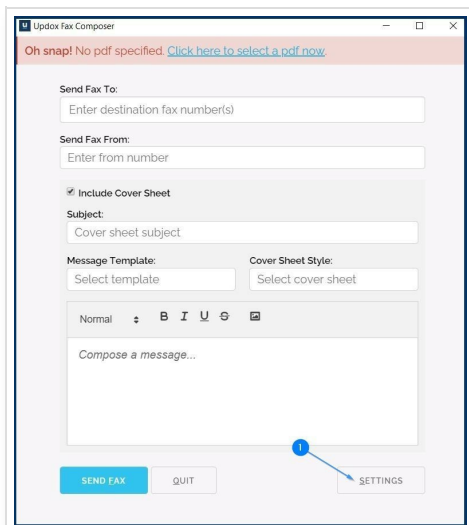 Updox Fax Composer
Oh snap! No pdf specified. Click here to select a pdf now.
Send Fax To:
Enter destination fax number(s)
Send Fax From:
Enter from number
Include Cover Sheet
Subject:
Cover sheet subject
Message Template: Cover Sheet Style:
Select template Select cover sheet
Normal B I U S
Compose a message...
1
SEND FAX QUIT SETTINGS